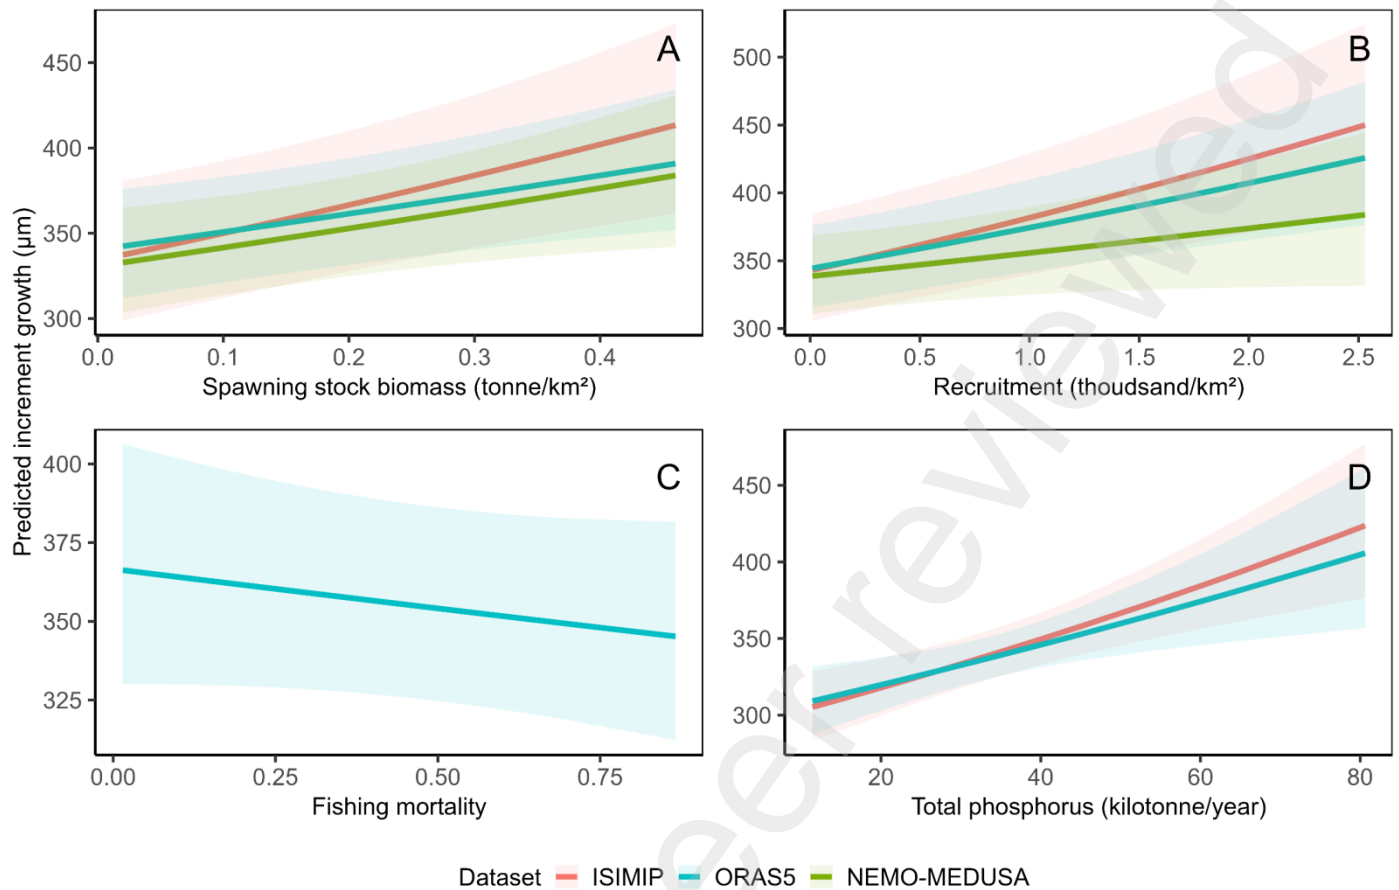 Predicted increment growth (µm)
A
450
400
350
300
0.0 0.1 0.2 0.3 0.4
Spawning stock biomass (tonne/km²)
B
500
450
400
350
300
0.0 0.5 1.0 1.5 2.0 2.5
Recruitment (thoudsand/km²)
C
400
375
350
325
0.00 0.25 0.50 0.75
Fishing mortality
D
450
400
350
300
20 40 60 80
Total phosphorus (kilotonne/year)
Dataset ISIMIP ORAS5 NEMO-MEDUSA
eer reviewed